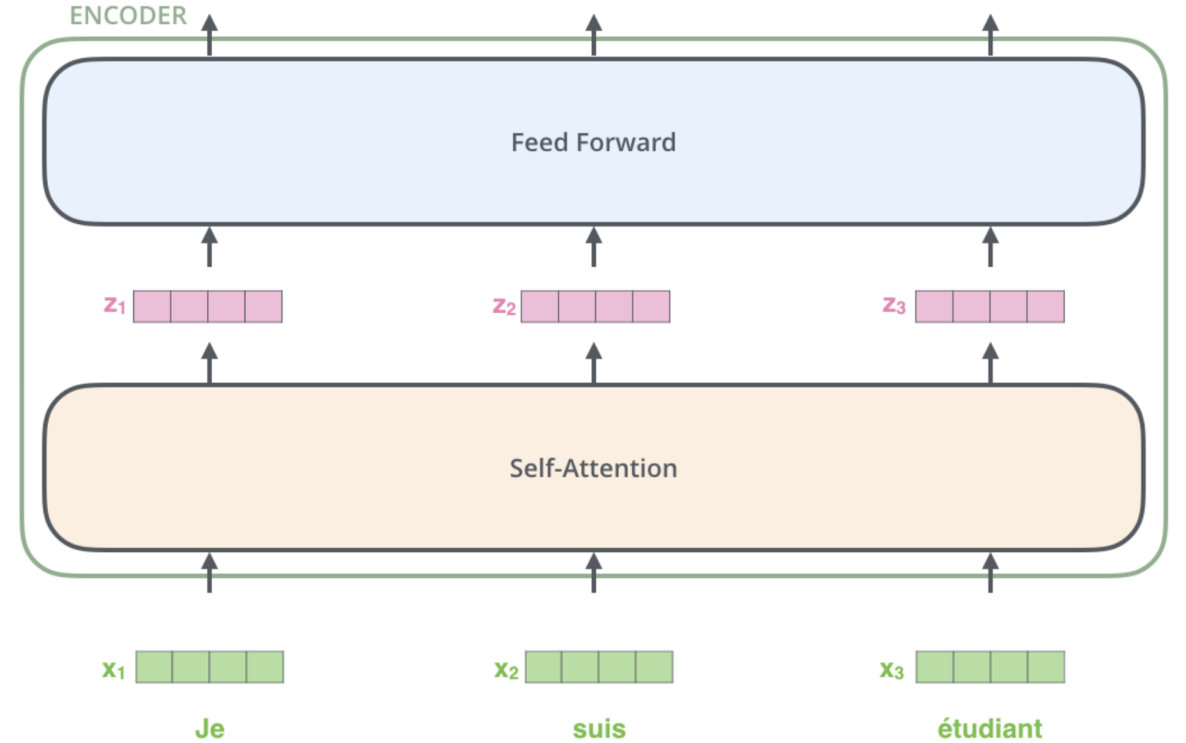 ENCODER
Feed Forward
z₁ z₂ z₃
Self-Attention
x₁ x₂ x₃
Je suis étudiant